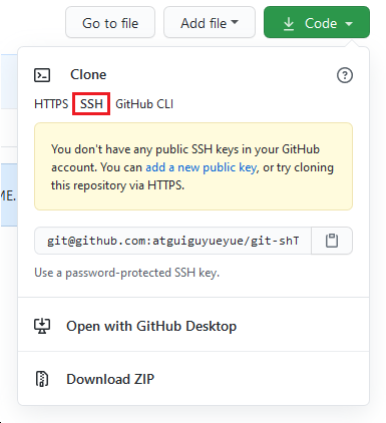 Go to file Add file Code
Clone
HTTPS SSH GitHub CLI
You don't have any public SSH keys in your GitHub
account. You can add a new public key, or try cloning
this repository via HTTPS.
ME.
git@github.com:atguiguyueyue/git-shT
Use a password-protected SSH key.
Open with GitHub Desktop
Download ZIP